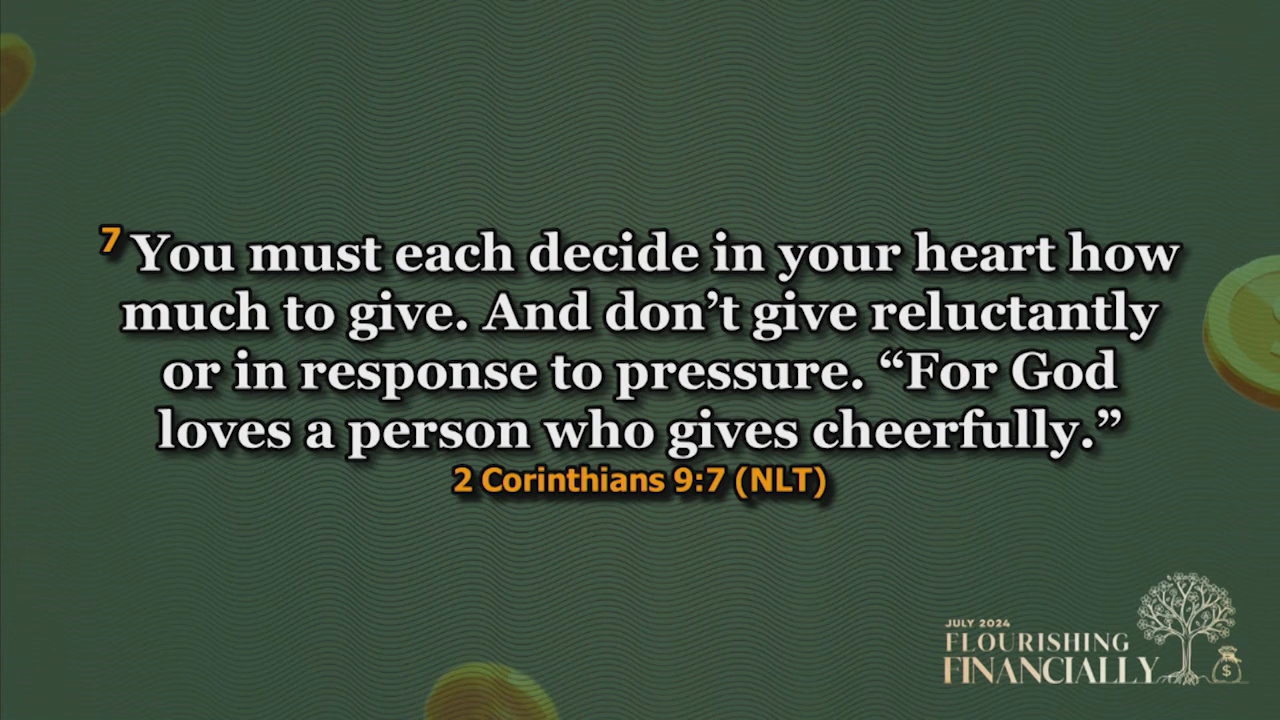 7 You must each decide in your heart how
much to give. And don’t give reluctantly
or in response to pressure. “For God
loves a person who gives cheerfully.”
2 Corinthians 9:7 (NLT)
JULY 2024
FLOURISHING
FINANCIALLY
$